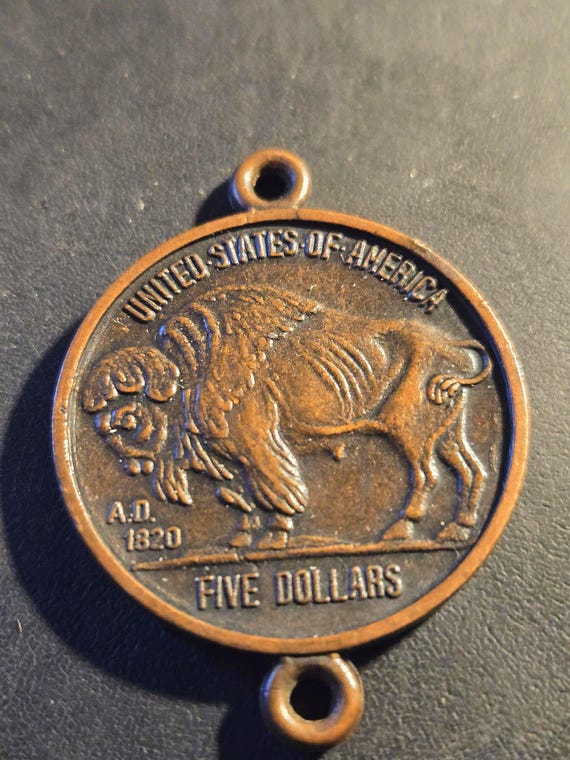 UNITED·STATES·OF·AMERICA
A.D.
1820
FIVE DOLLARS